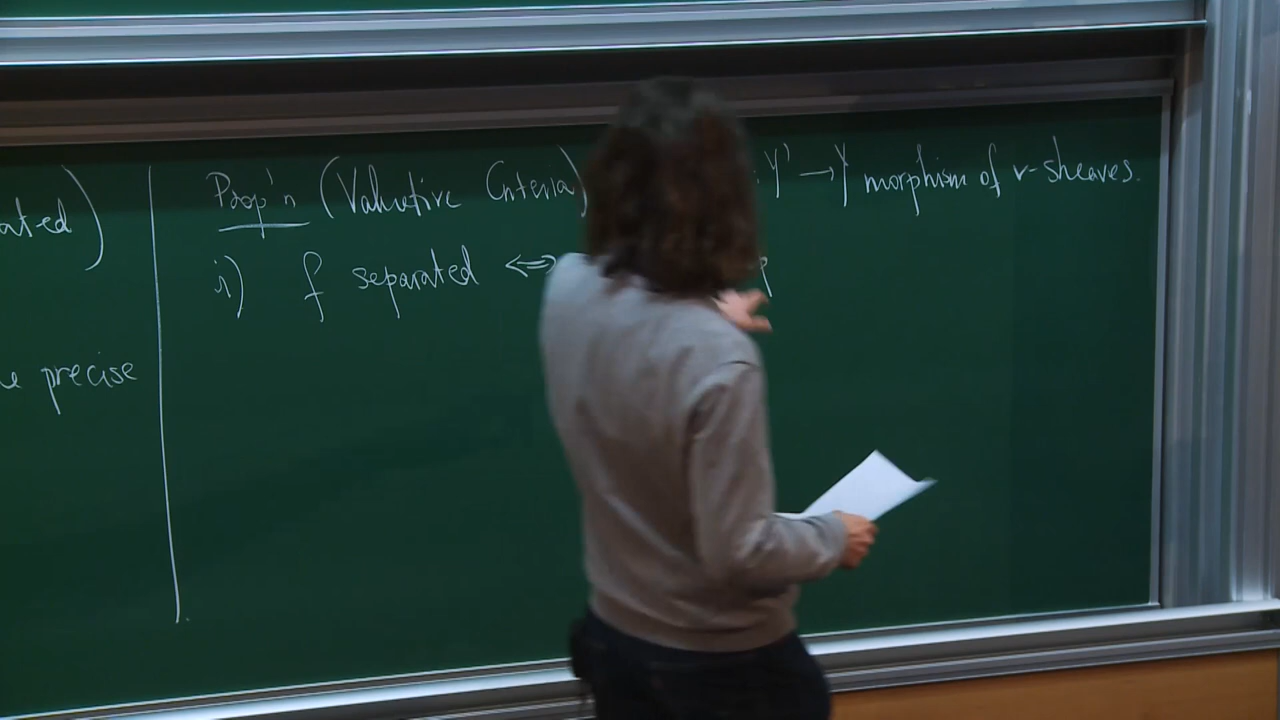 ated)
e precise
Prop'n (Valuative Criteria) Y' → Y morphism of v-sheaves.
i) f separated ⇔